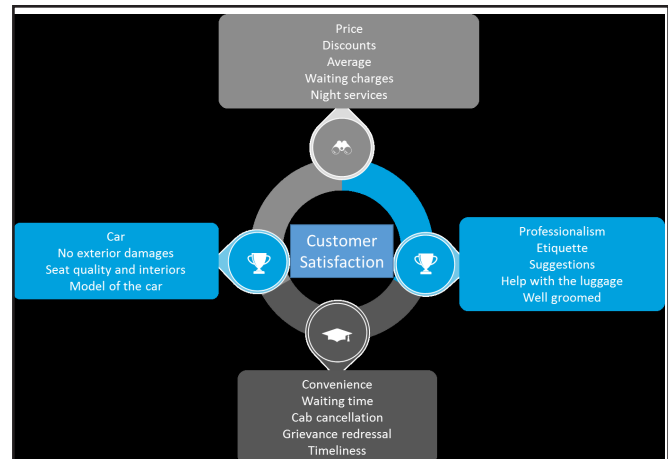 Price
Discounts
Average
Waiting charges
Night services
Car
No exterior damages
Seat quality and interiors
Model of the car
Customer
Satisfaction
Professionalism
Etiquette
Suggestions
Help with the luggage
Well groomed
Convenience
Waiting time
Cab cancellation
Grievance redressal
Timeliness